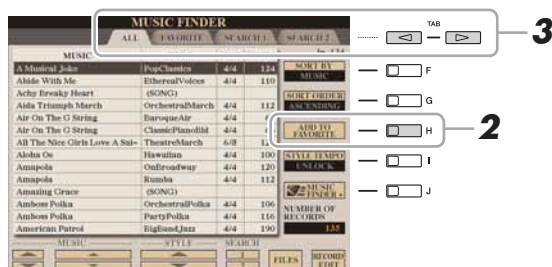 MUSIC FINDER
ALL FAVORITE SEARCH 1 SEARCH 2
TAB
3
MUSIC
A Musical Joke PopClassics 4/4 124
Abide With Me EtherealVoices 4/4 110
Achy Breaky Heart (SONG)
Aida Triumph March OrchestralMarch 4/4 112
Air On The G String BaroqueAir 4/4
Air On The G String ClassicPianoBld 4/4
All The Nice Girls Love A Sai~ TheatreMarch 6/8
Aloha Oe Hawaiian 4/4 100
Amapola OnBroadway 4/4 120
Amapola Rumba 4/4 112
Amazing Grace (SONG)
Amboss Polka OrchestralPolka 4/4 106
Amboss Polka PartyPolka 4/4 116
American Patrol BigBandJazz 4/4 190
SORT BY
MUSIC
F
SORT ORDER
ASCENDING
G
ADD TO
FAVORITE
H
2
STYLE TEMPO
UNLOCK
I
MUSIC
FINDER+
J
NUMBER OF
RECORDS
135
MUSIC STYLE SEARCH
1
2
FILES
RECORD
EDIT